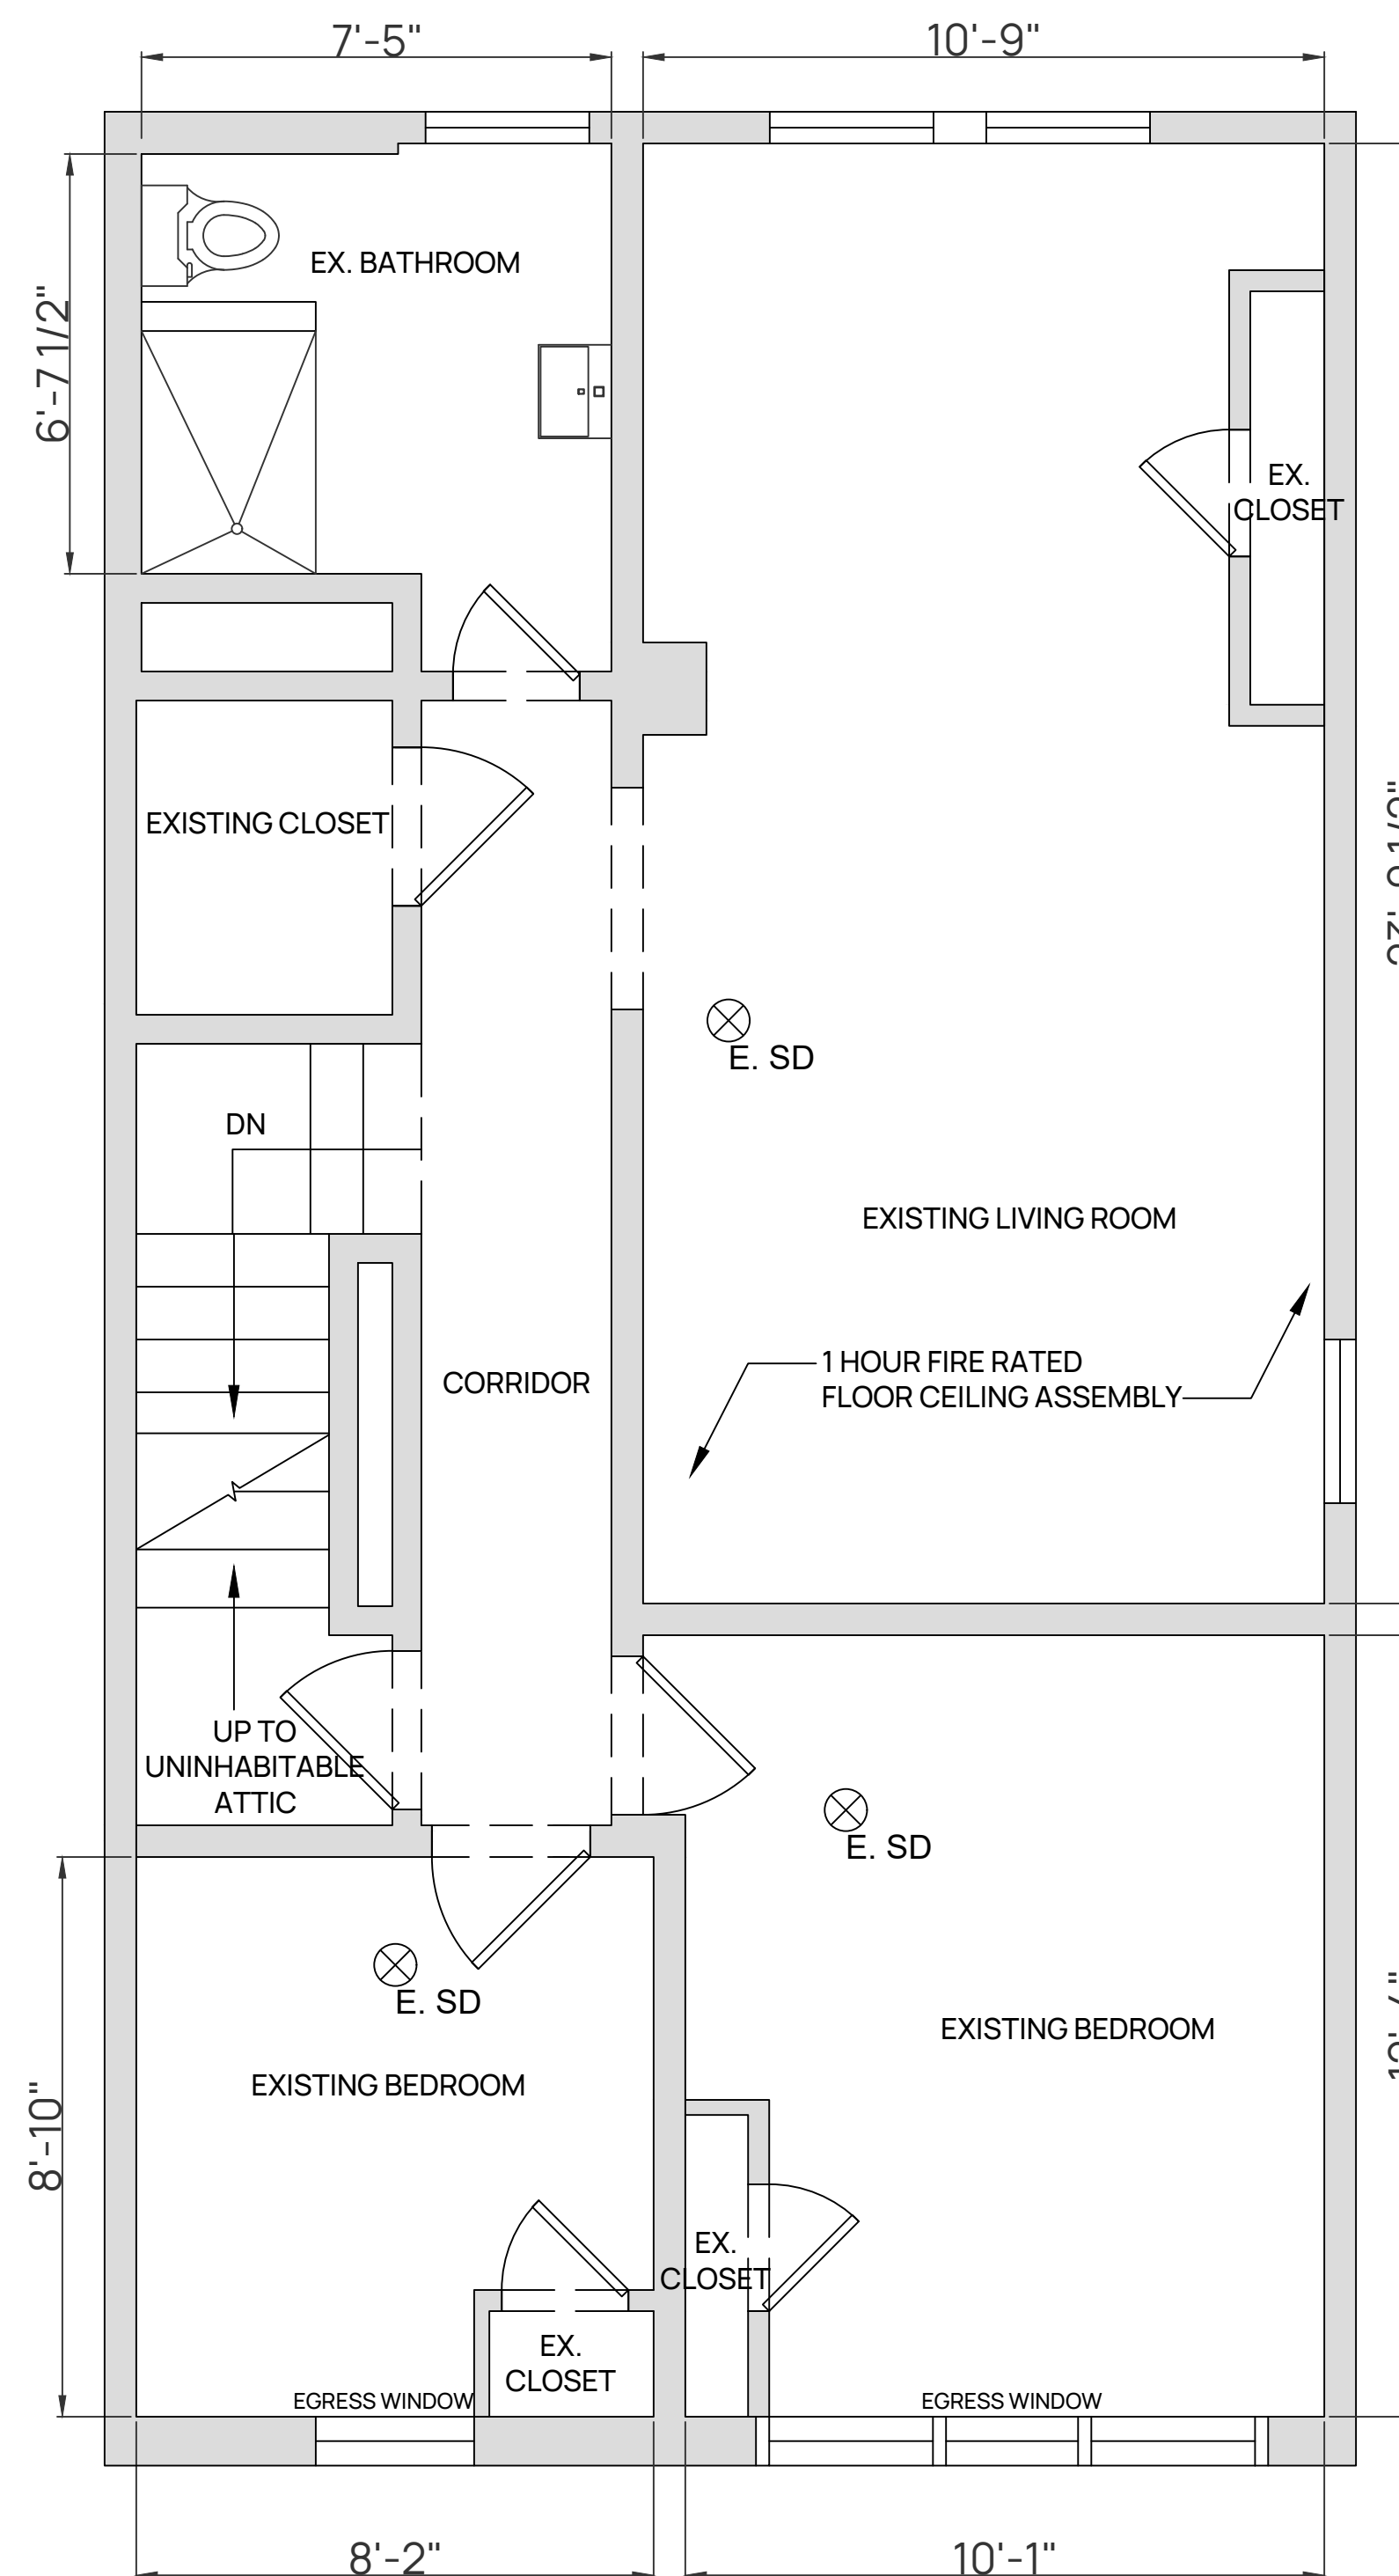 7'-5"
10'-9"
6'-7 1/2"
EX. BATHROOM
EX.
CLOSET
EXISTING CLOSET
E. SD
DN
EXISTING LIVING ROOM
1 HOUR FIRE RATED
FLOOR CEILING ASSEMBLY
CORRIDOR
UP TO
UNINHABITABLE
ATTIC
E. SD
E. SD
EXISTING BEDROOM
EXISTING BEDROOM
8'-10"
EX.
CLOSET
EX.
CLOSET
EGRESS WINDOW
EGRESS WINDOW
8'-2"
10'-1"